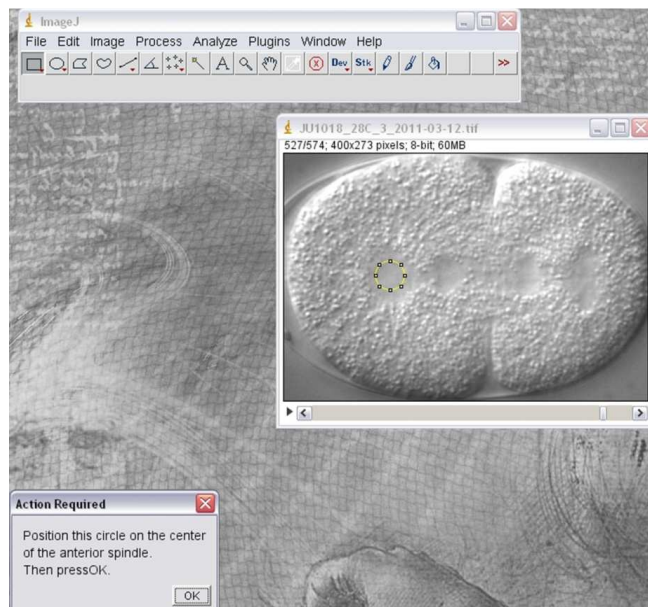 ImageJ
File Edit Image Process Analyze Plugins Window Help
A Dev Stk >>
JU1018_28C_3_2011-03-12.tif
527/574; 400x273 pixels; 8-bit; 60MB
Action Required
Position this circle on the center
of the anterior spindle.
Then pressOK.
OK